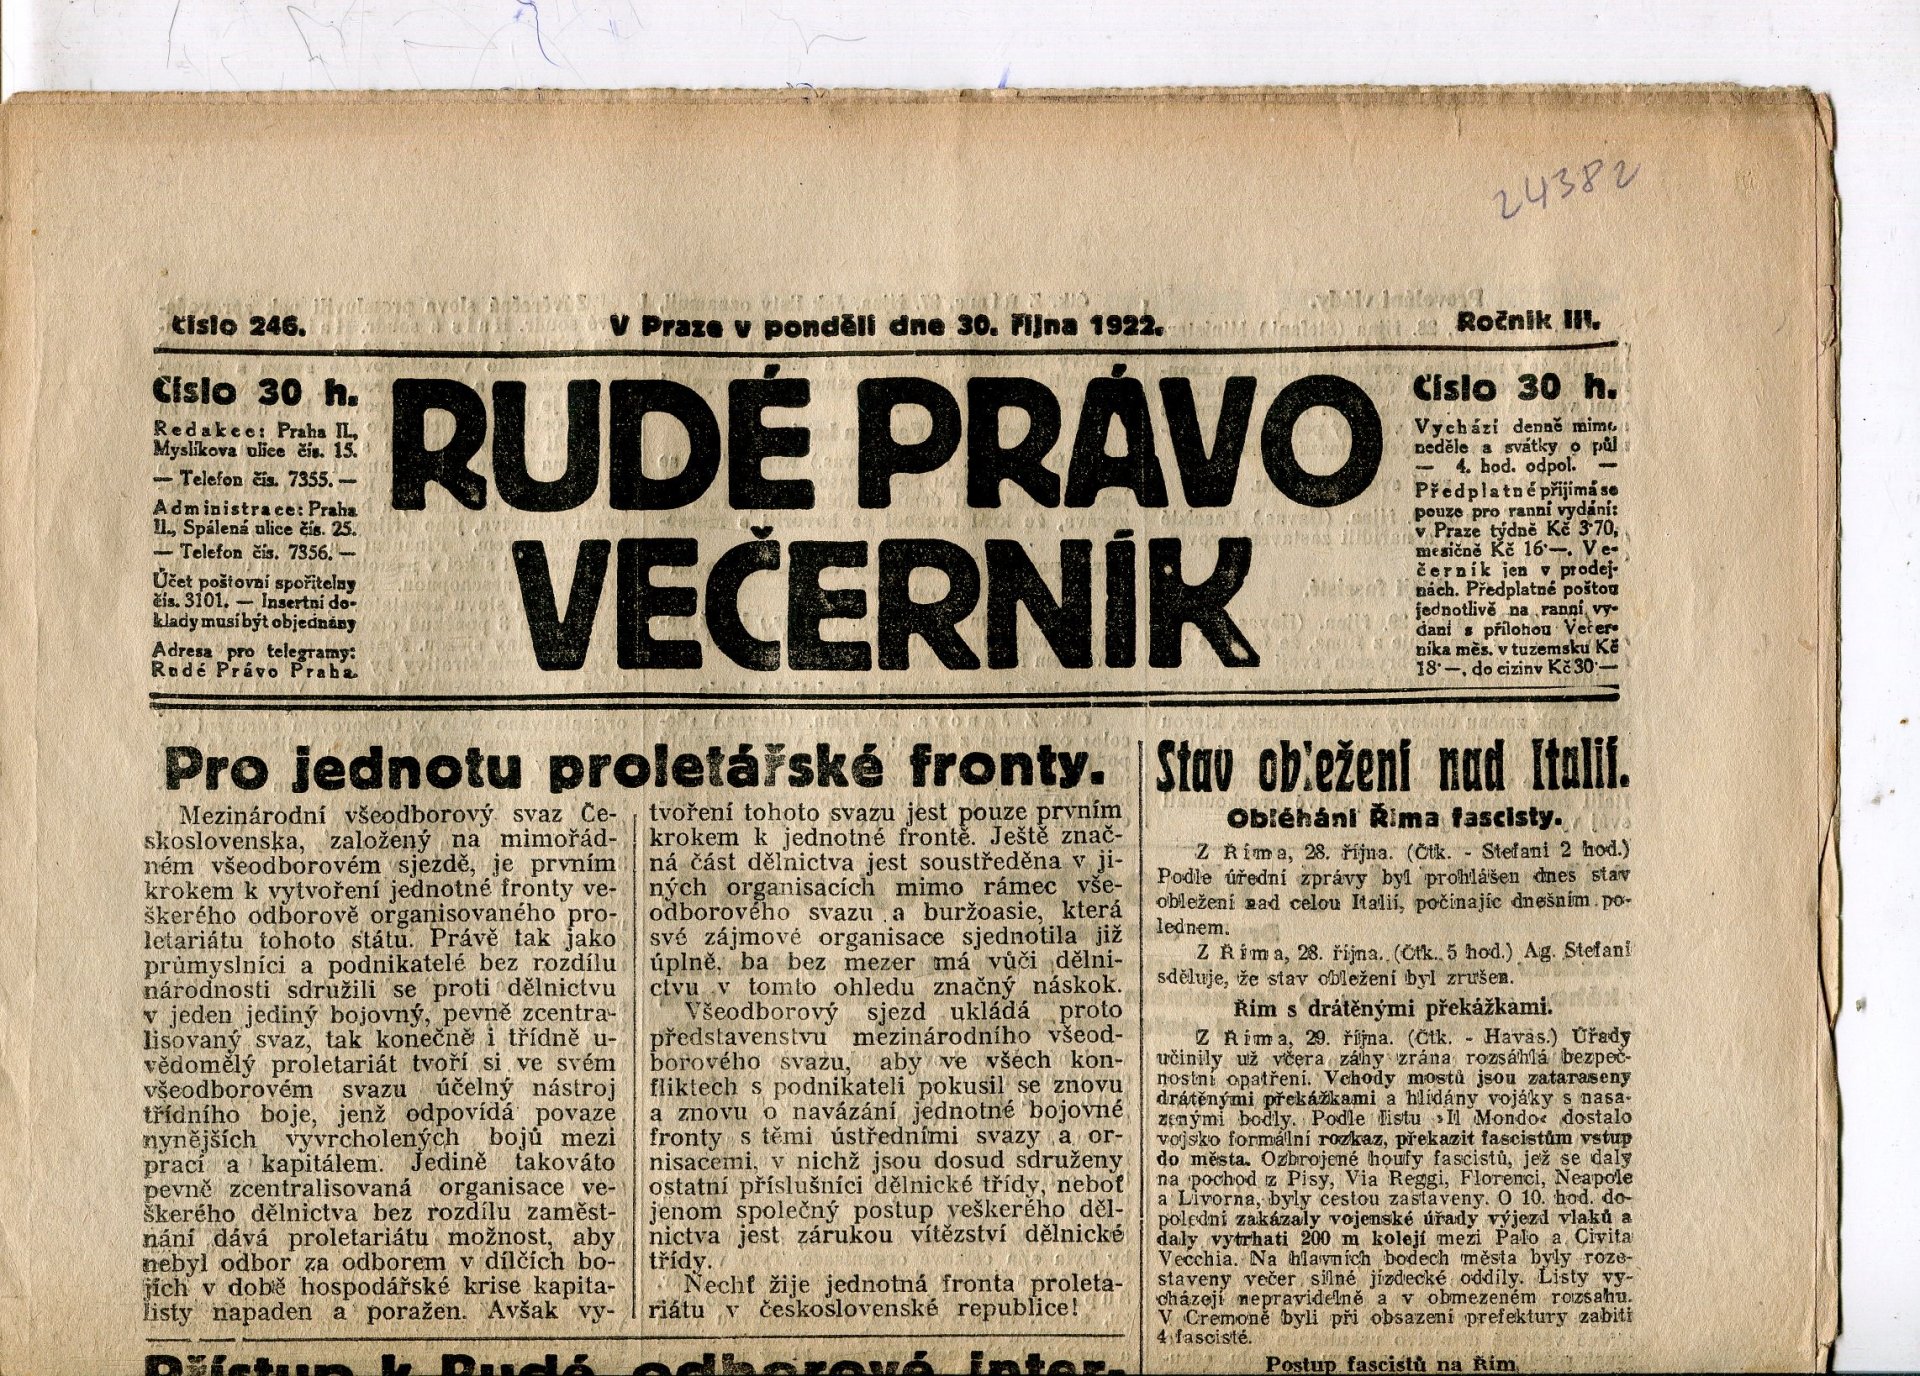 24382
Číslo 246.
V Praze v pondělí dne 30. října 1922.
Ročník III.
Číslo 30 h.
Redakce: Praha II.,
Myslíkova ulice čís. 15.
— Telefon čís. 7355. —
Administrace: Praha
II., Spálená ulice čís. 25.
— Telefon čís. 7356. —
Účet poštovní spořitelny
čís. 3101. — Insertní do-
klady musí být objednány
Adresa pro telegramy:
Rudé Právo Praha.
RUDÉ PRÁVO
VEČERNÍK
Číslo 30 h.
Vychází denně mimo
neděle a svátky o půl
— 4. hod. odpol. —
Předplatné přijímá se
pouze pro ranní vydání:
v Praze týdně Kč 3·70,
měsíčně Kč 16·—. Ve-
černík jen v prodej-
nách. Předplatné poštou
jednotlivě na ranní vy-
dání s přílohou Večer-
níka měs. v tuzemsku Kč
18·—, do ciziny Kč 30·—
Pro jednotu proletářské fronty.
Mezinárodní všeodborový svaz Če-
skoslovenska, založený na mimořád-
ném všeodborovém sjezdě, je prvním
krokem k vytvoření jednotné fronty ve-
škerého odborově organisovaného pro-
letariátu tohoto státu. Právě tak jako
průmyslníci a podnikatelé bez rozdílu
národnosti sdružili se proti dělnictvu
v jeden jediný bojovný, pevně zcentra-
lisovaný svaz, tak konečně i třídně u-
vědomělý proletariát tvoří si ve svém
všeodborovém svazu účelný nástroj
třídního boje, jenž odpovídá povaze
nynějších vyvrcholených bojů mezi
prací a kapitálem. Jedině takováto
pevně zcentralisovaná organisace ve-
škerého dělnictva bez rozdílu zaměst-
nání dává proletariátu možnost, aby
nebyl odbor za odborem v dílčích bo-
jích v době hospodářské krise kapita-
listy napaden a poražen. Avšak vy-
tvoření tohoto svazu jest pouze prvním
krokem k jednotné frontě. Ještě znač-
ná část dělnictva jest soustředěna v ji-
ných organisacích mimo rámec vše-
odborového svazu a buržoasie, která
své zájmové organisace sjednotila již
úplně, ba bez mezer má vůči dělni-
ctvu v tomto ohledu značný náskok.
Všeodborový sjezd ukládá proto
představenstvu mezinárodního všeod-
borového svazu, aby ve všech kon-
fliktech s podnikateli pokusil se znovu
a znovu o navázání jednotné bojovné
fronty s těmi ústředními svazy a or-
nisacemi, v nichž jsou dosud sdruženy
ostatní příslušníci dělnické třídy, neboť
jenom společný postup veškerého děl-
nictva jest zárukou vítězství dělnické
třídy.
Nechť žije jednotná fronta proleta-
riátu v československé republice!
Přístup k Rudé odborové inter-
Stav obležení nad Italií.
Obléhání Říma fascisty.
Z Říma, 28. října. (Čtk. - Stefani 2 hod.)
Podle úřední zprávy byl prohlášen dnes stav
obležení nad celou Italií, počínajíc dnešním po-
lednem.
Z Říma, 28. října. (Čtk. 5 hod.) Ag. Stefani
sděluje, že stav obležení byl zrušen.
Řím s drátěnými překážkami.
Z Říma, 29. října. (Čtk. - Havas.) Úřady
učinily už včera záhy zrána rozsáhlá bezpeč-
nostní opatření. Vchody mostů jsou zataraseny
drátěnými překážkami a hlídány vojáky s nasa-
zenými bodly. Podle listu »Il Mondo« dostalo
vojsko formální rozkaz, překazit fascistům vstup
do města. Ozbrojené houfy fascistů, jež se daly
na pochod z Pisy, Via Reggi, Florenci, Neapole
a Livorna, byly cestou zastaveny. O 10. hod. do-
polední zakázaly vojenské úřady výjezd vlaků a
daly vytrhati 200 m kolejí mezi Palo a Civita
Vecchia. Na hlavních bodech města byly roze-
staveny večer silné jízdecké oddíly. Listy vy-
cházejí nepravidelně a v obmezeném rozsahu.
V Cremoně byli při obsazení prefektury zabiti
4 fascisté.
Postup fascistů na Řím.